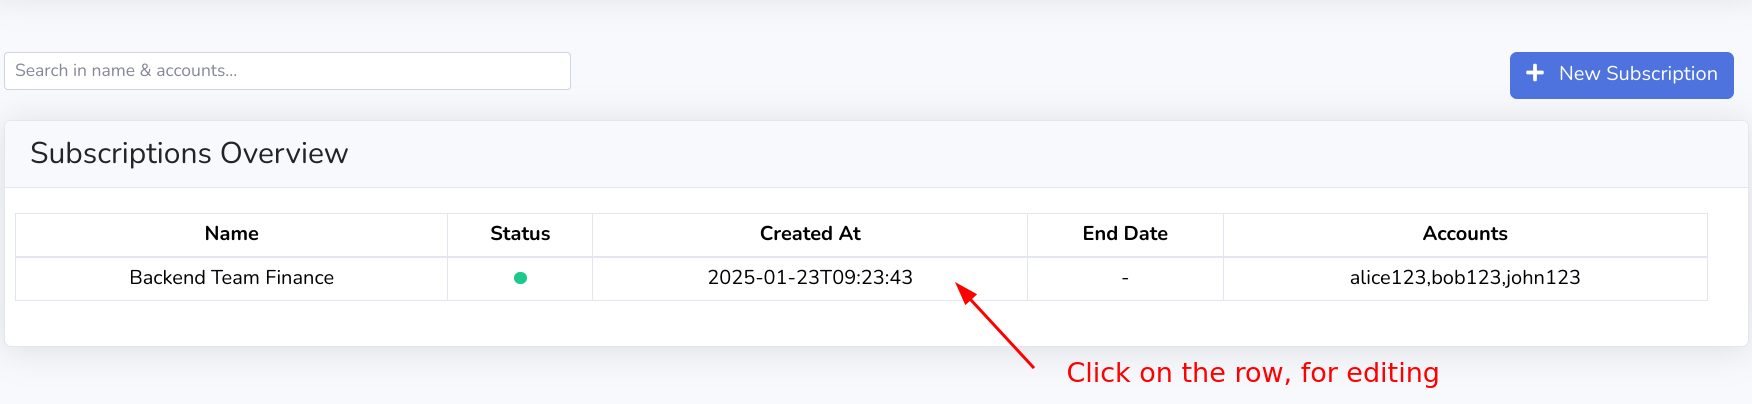 Search in name & accounts...
+ New Subscription
Subscriptions Overview
Name Status Created At End Date Accounts
Backend Team Finance 2025-01-23T09:23:43 - alice123,bob123,john123
Click on the row, for editing